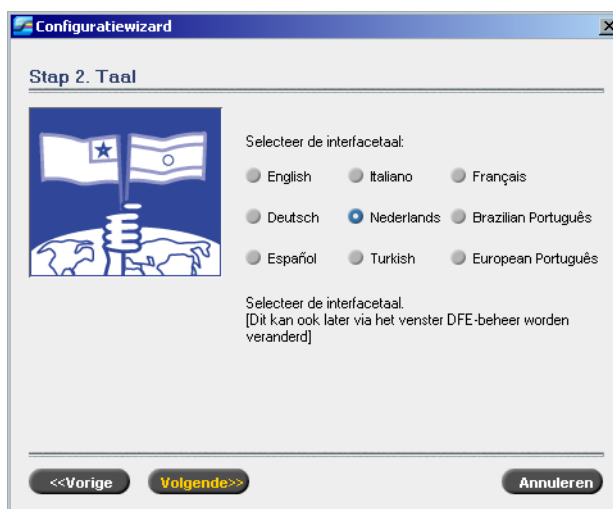 Configuratiewizard
Stap 2. Taal
Selecteer de interfacetaal:
English Italiano Français
Deutsch Nederlands Brazilian Português
Español Turkish European Português
Selecteer de interfacetaal.
[Dit kan ook later via het venster DFE-beheer worden
veranderd]
<<Vorige Volgende>> Annuleren